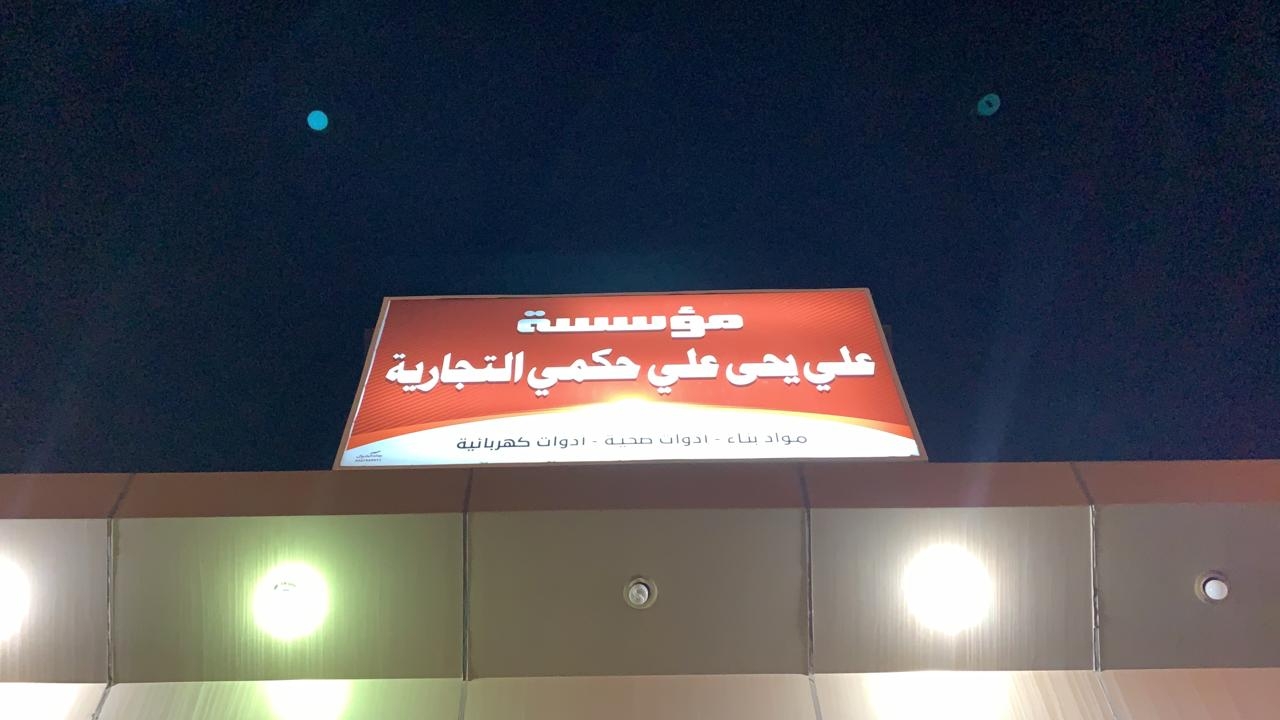 مؤسسة
علي يحى علي حكمي التجارية
مواد بناء - ادوات صحية - ادوات كهربائية